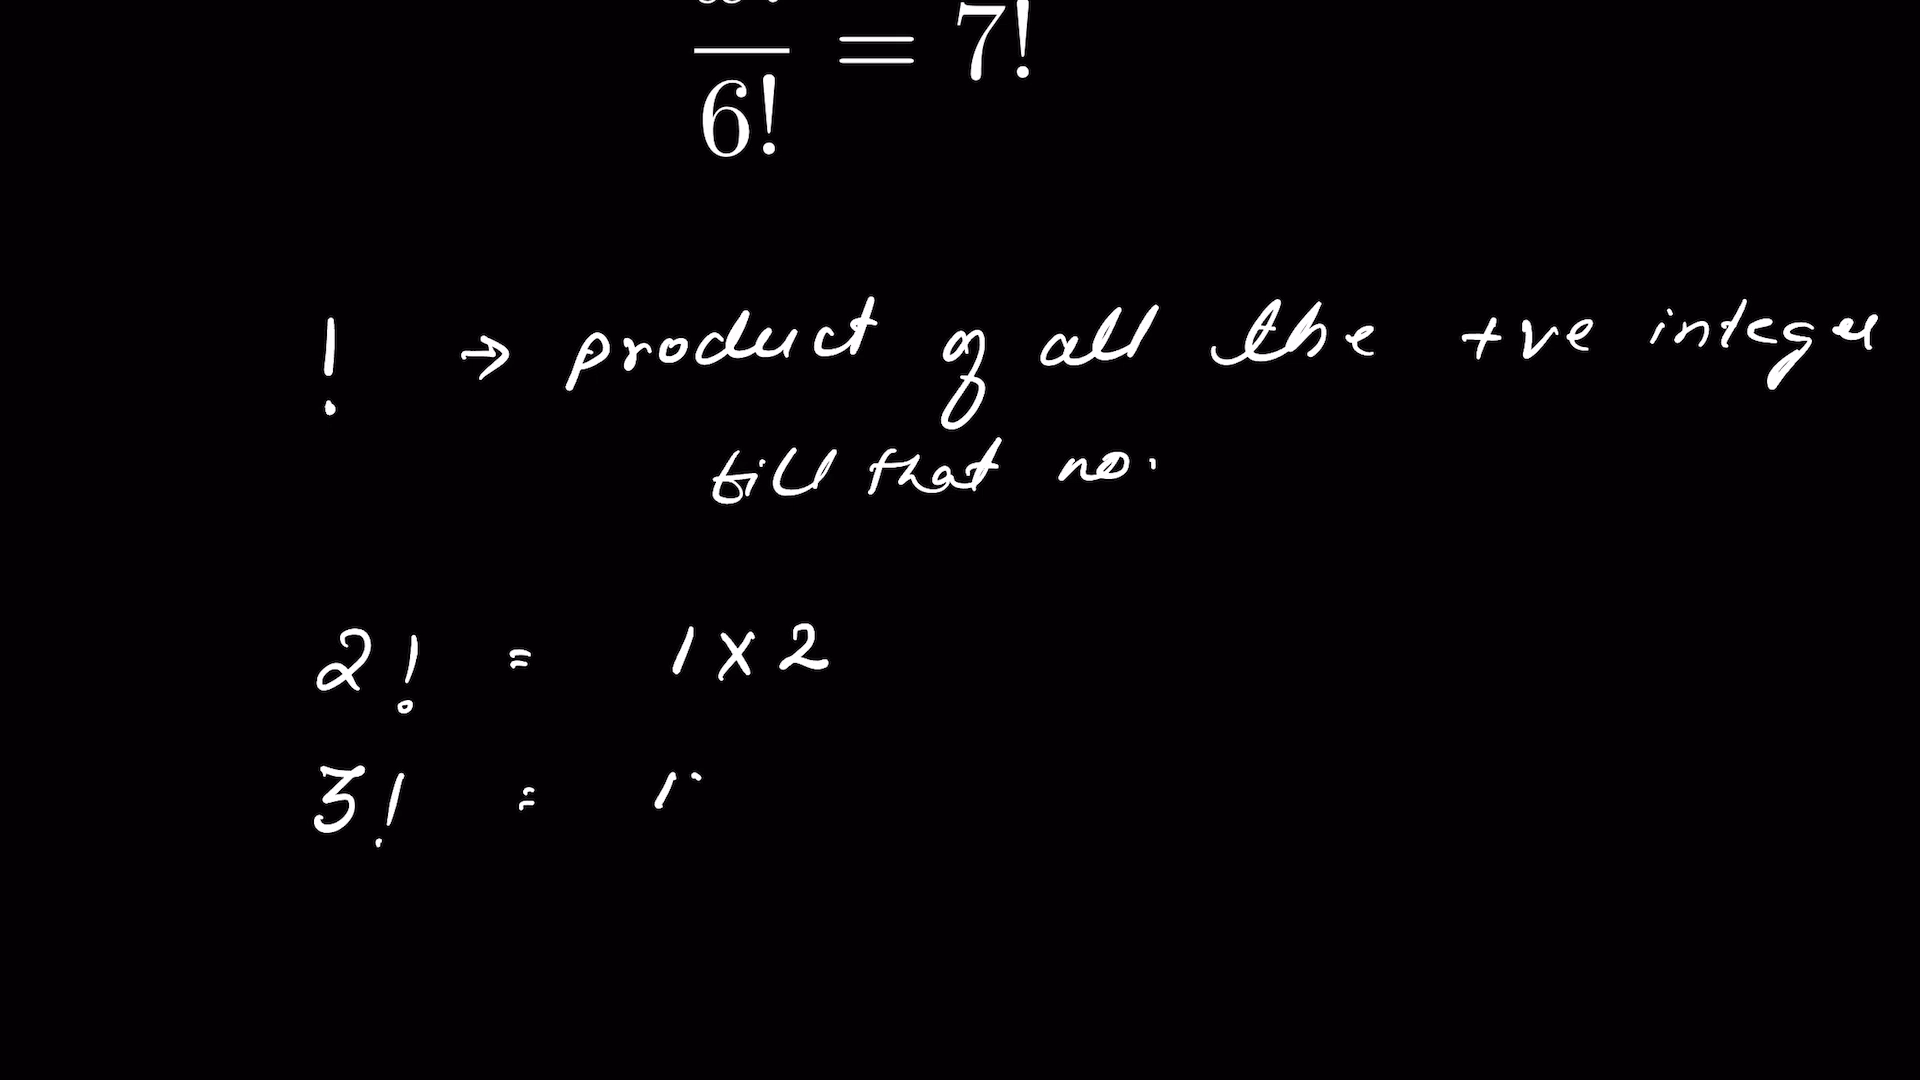 = 7!
6!
! → product of all the +ve integer
till that no.
2! = 1 x 2
3! = 1